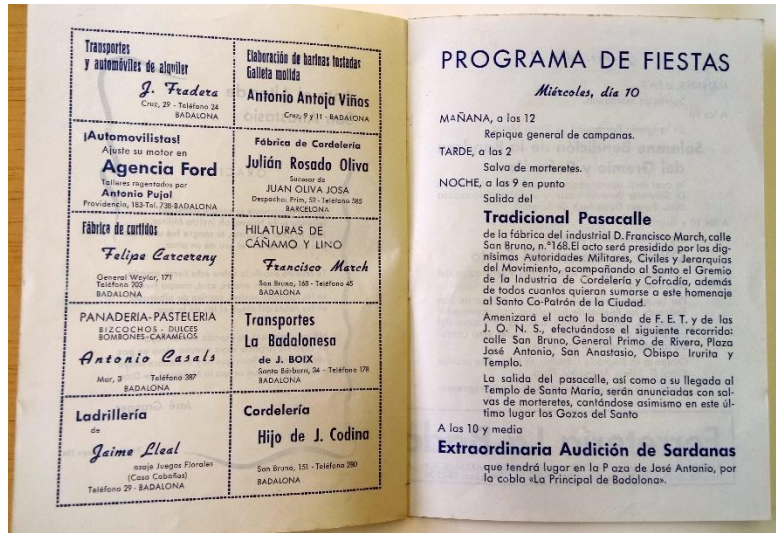 Transportes
y automóviles de alquiler
J. Fradera
Cruz, 29 - Teléfono 24
BADALONA
Elaboración de harinas tostadas
Galleta molida
Antonio Antoja Viños
Cruz, 9 y 11 - BADALONA
¡Automovilistas!
Ajuste su motor en
Agencia Ford
Talleres regentados por
Antonio Pujol
Providencia, 183-Tel. 738-BADALONA
Fábrica de Cordelería
Julián Rosado Oliva
Sucesor de
JUAN OLIVA JOSA
Despacho: Prim, 52 - Teléfono 585
BARCELONA
Fábrica de curtidos
Felipe Carcereny
General Weyler, 171
Teléfono 203
BADALONA
HILATURAS DE
CÁÑAMO Y LINO
Francisco March
San Bruno, 168 - Teléfono 45
BADALONA
PANADERIA-PASTELERIA
BIZCOCHOS - DULCES
BOMBONES-CARAMELOS
Antonio Casals
Mar, 3 Teléfono 387
BADALONA
Transportes
La Badalonesa
de J. BOIX
Santa Bárbara, 34 - Teléfono 178
BADALONA
Ladrillería
de
Jaime Lleal
asaje Juegos Florales
(Casa Cabañas)
Teléfono 29 - BADALONA
Cordelería
Hijo de J. Codina
San Bruno, 151 - Teléfono 280
BADALONA
PROGRAMA DE FIESTAS
Miércoles, día 10
MAÑANA, a las 12
Repique general de campanas.
TARDE, a las 2
Salva de morteretes.
NOCHE, a las 9 en punto
Salida del
Tradicional Pasacalle
de la fábrica del industrial D. Francisco March, calle
San Bruno, n.º 168. El acto será presidido por las dig-
nísimas Autoridades Militares, Civiles y Jerarquías
del Movimiento, acompañando al Santo el Gremio
de la Industria de Cordelería y Cofradía, además
de todos cuantos quieran sumarse a este homenaje
al Santo Co-Patrón de la Ciudad.
Amenizará el acto la banda de F. E. T. y de las
J. O. N. S., efectuándose el siguiente recorrido:
calle San Bruno, General Primo de Rivera, Plaza
José Antonio, San Anastasio, Obispo Irurita y
Templo.
La salida del pasacalle, así como a su llegada al
Templo de Santa María, serán anunciadas con sal-
vas de morteretes, cantándose asimismo en este úl-
timo lugar los Gozos del Santo
A las 10 y media
Extraordinaria Audición de Sardanas
que tendrá lugar en la P aza de José Antonio, por
la cobla «La Principal de Badalona».